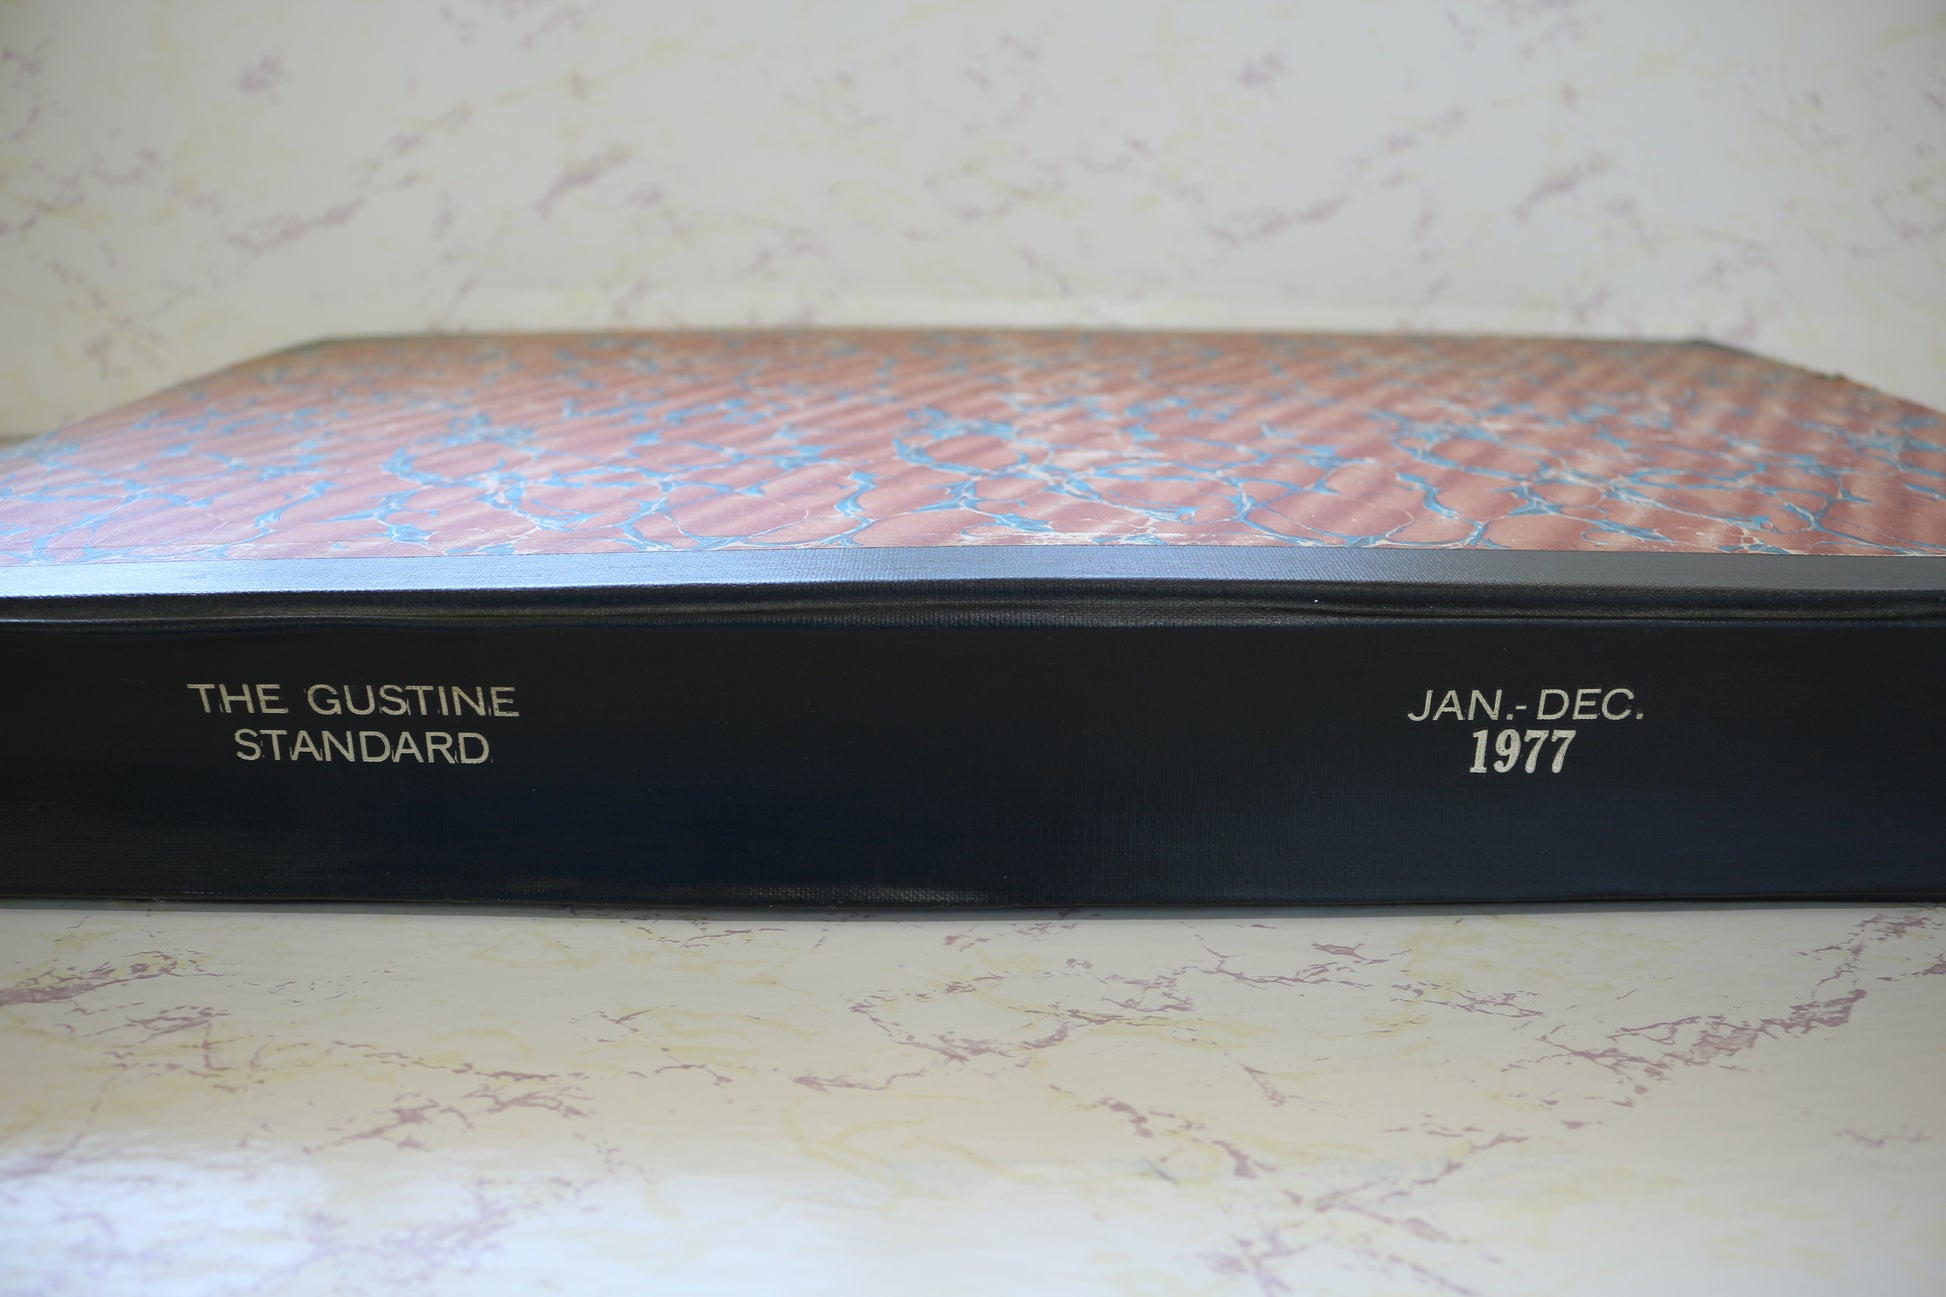 THE GUSTINE
STANDARD
JAN.-DEC.
1977